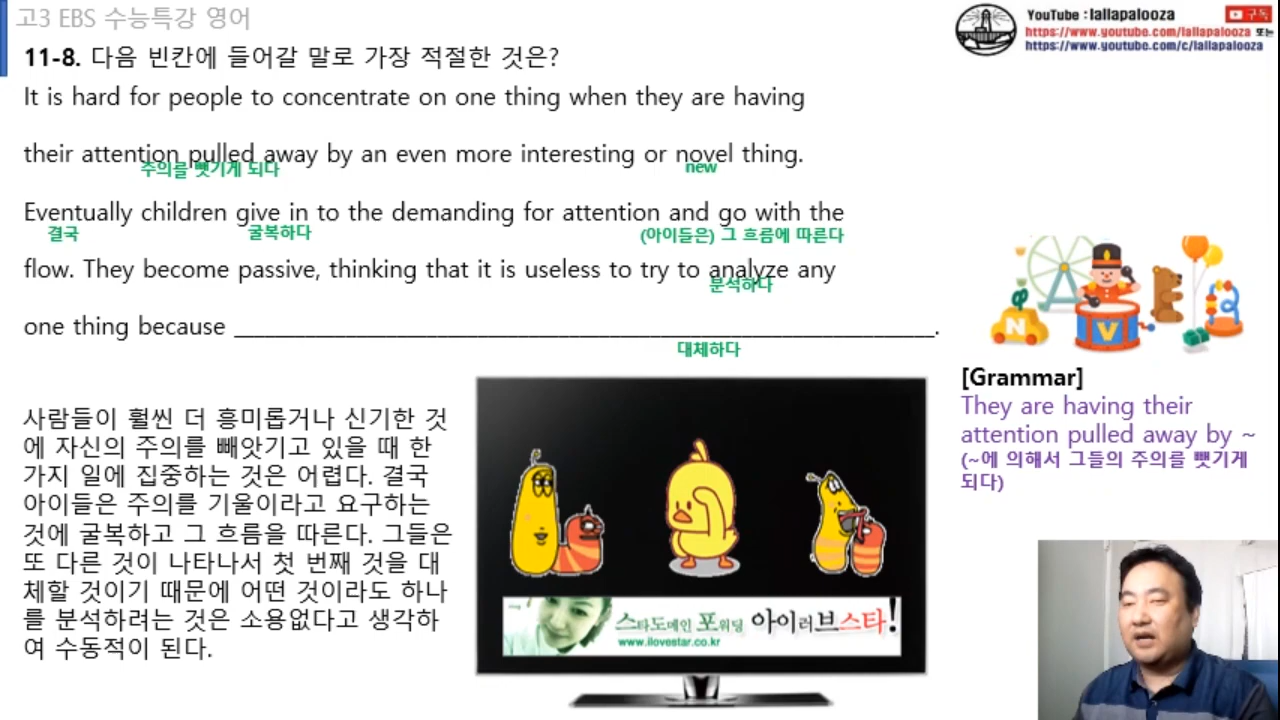 고3 EBS 수능특강 영어
YouTube : lallapalooza
구독
https://www.youtube.com/lallapalooza 또는
https://www.youtube.com/c/lallapalooza
11-8. 다음 빈칸에 들어갈 말로 가장 적절한 것은?
It is hard for people to concentrate on one thing when they are having
their attention pulled away by an even more interesting or novel thing.
주의를 뺏기게 되다 new
Eventually children give in to the demanding for attention and go with the
결국 굴복하다 (아이들은) 그 흐름에 따른다
flow. They become passive, thinking that it is useless to try to analyze any
분석하다
one thing because ______.
대체하다
사람들이 훨씬 더 흥미롭거나 신기한 것
에 자신의 주의를 빼앗기고 있을 때 한
가지 일에 집중하는 것은 어렵다. 결국
아이들은 주의를 기울이라고 요구하는
것에 굴복하고 그 흐름을 따른다. 그들은
또 다른 것이 나타나서 첫 번째 것을 대
체할 것이기 때문에 어떤 것이라도 하나
를 분석하려는 것은 소용없다고 생각하
여 수동적이 된다.
스타도메인 포워딩 아이러브스타!
www.ilovestar.co.kr
N
V
[Grammar]
They are having their
attention pulled away by ~
(~에 의해서 그들의 주의를 뺏기게
되다)